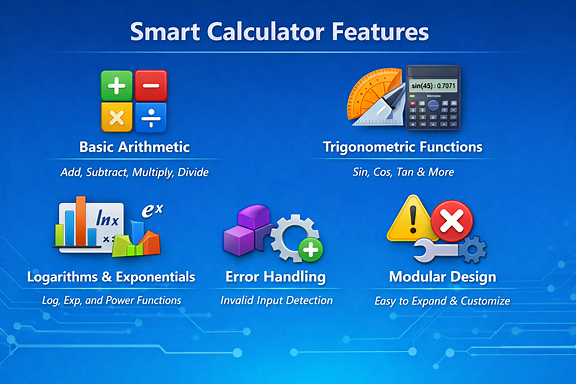 Smart Calculator Features
sin(45) : 0.7071
Basic Arithmetic
Add, Subtract, Multiply, Divide
Trigonometric Functions
Sin, Cos, Tan & More
lnx
x
eˣ
Logarithms & Exponentials
Log, Exp, and Power Functions
Error Handling
Invalid Input Detection
Modular Design
Easy to Expand & Customize